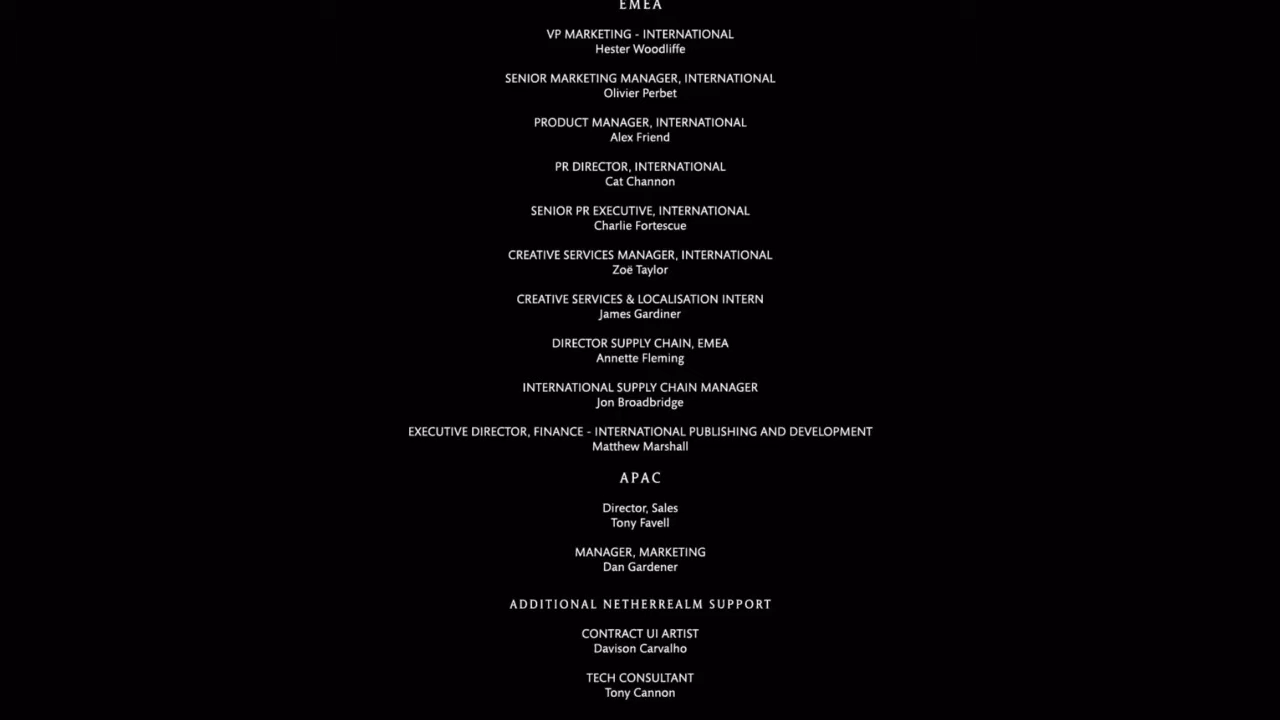 EMEA
VP MARKETING - INTERNATIONAL
Hester Woodliffe
SENIOR MARKETING MANAGER, INTERNATIONAL
Olivier Perbet
PRODUCT MANAGER, INTERNATIONAL
Alex Friend
PR DIRECTOR, INTERNATIONAL
Cat Channon
SENIOR PR EXECUTIVE, INTERNATIONAL
Charlie Fortescue
CREATIVE SERVICES MANAGER, INTERNATIONAL
Zoë Taylor
CREATIVE SERVICES & LOCALISATION INTERN
James Gardiner
DIRECTOR SUPPLY CHAIN, EMEA
Annette Fleming
INTERNATIONAL SUPPLY CHAIN MANAGER
Jon Broadbridge
EXECUTIVE DIRECTOR, FINANCE - INTERNATIONAL PUBLISHING AND DEVELOPMENT
Matthew Marshall
APAC
Director, Sales
Tony Favell
MANAGER, MARKETING
Dan Gardener
ADDITIONAL NETHERREALM SUPPORT
CONTRACT UI ARTIST
Davison Carvalho
TECH CONSULTANT
Tony Cannon